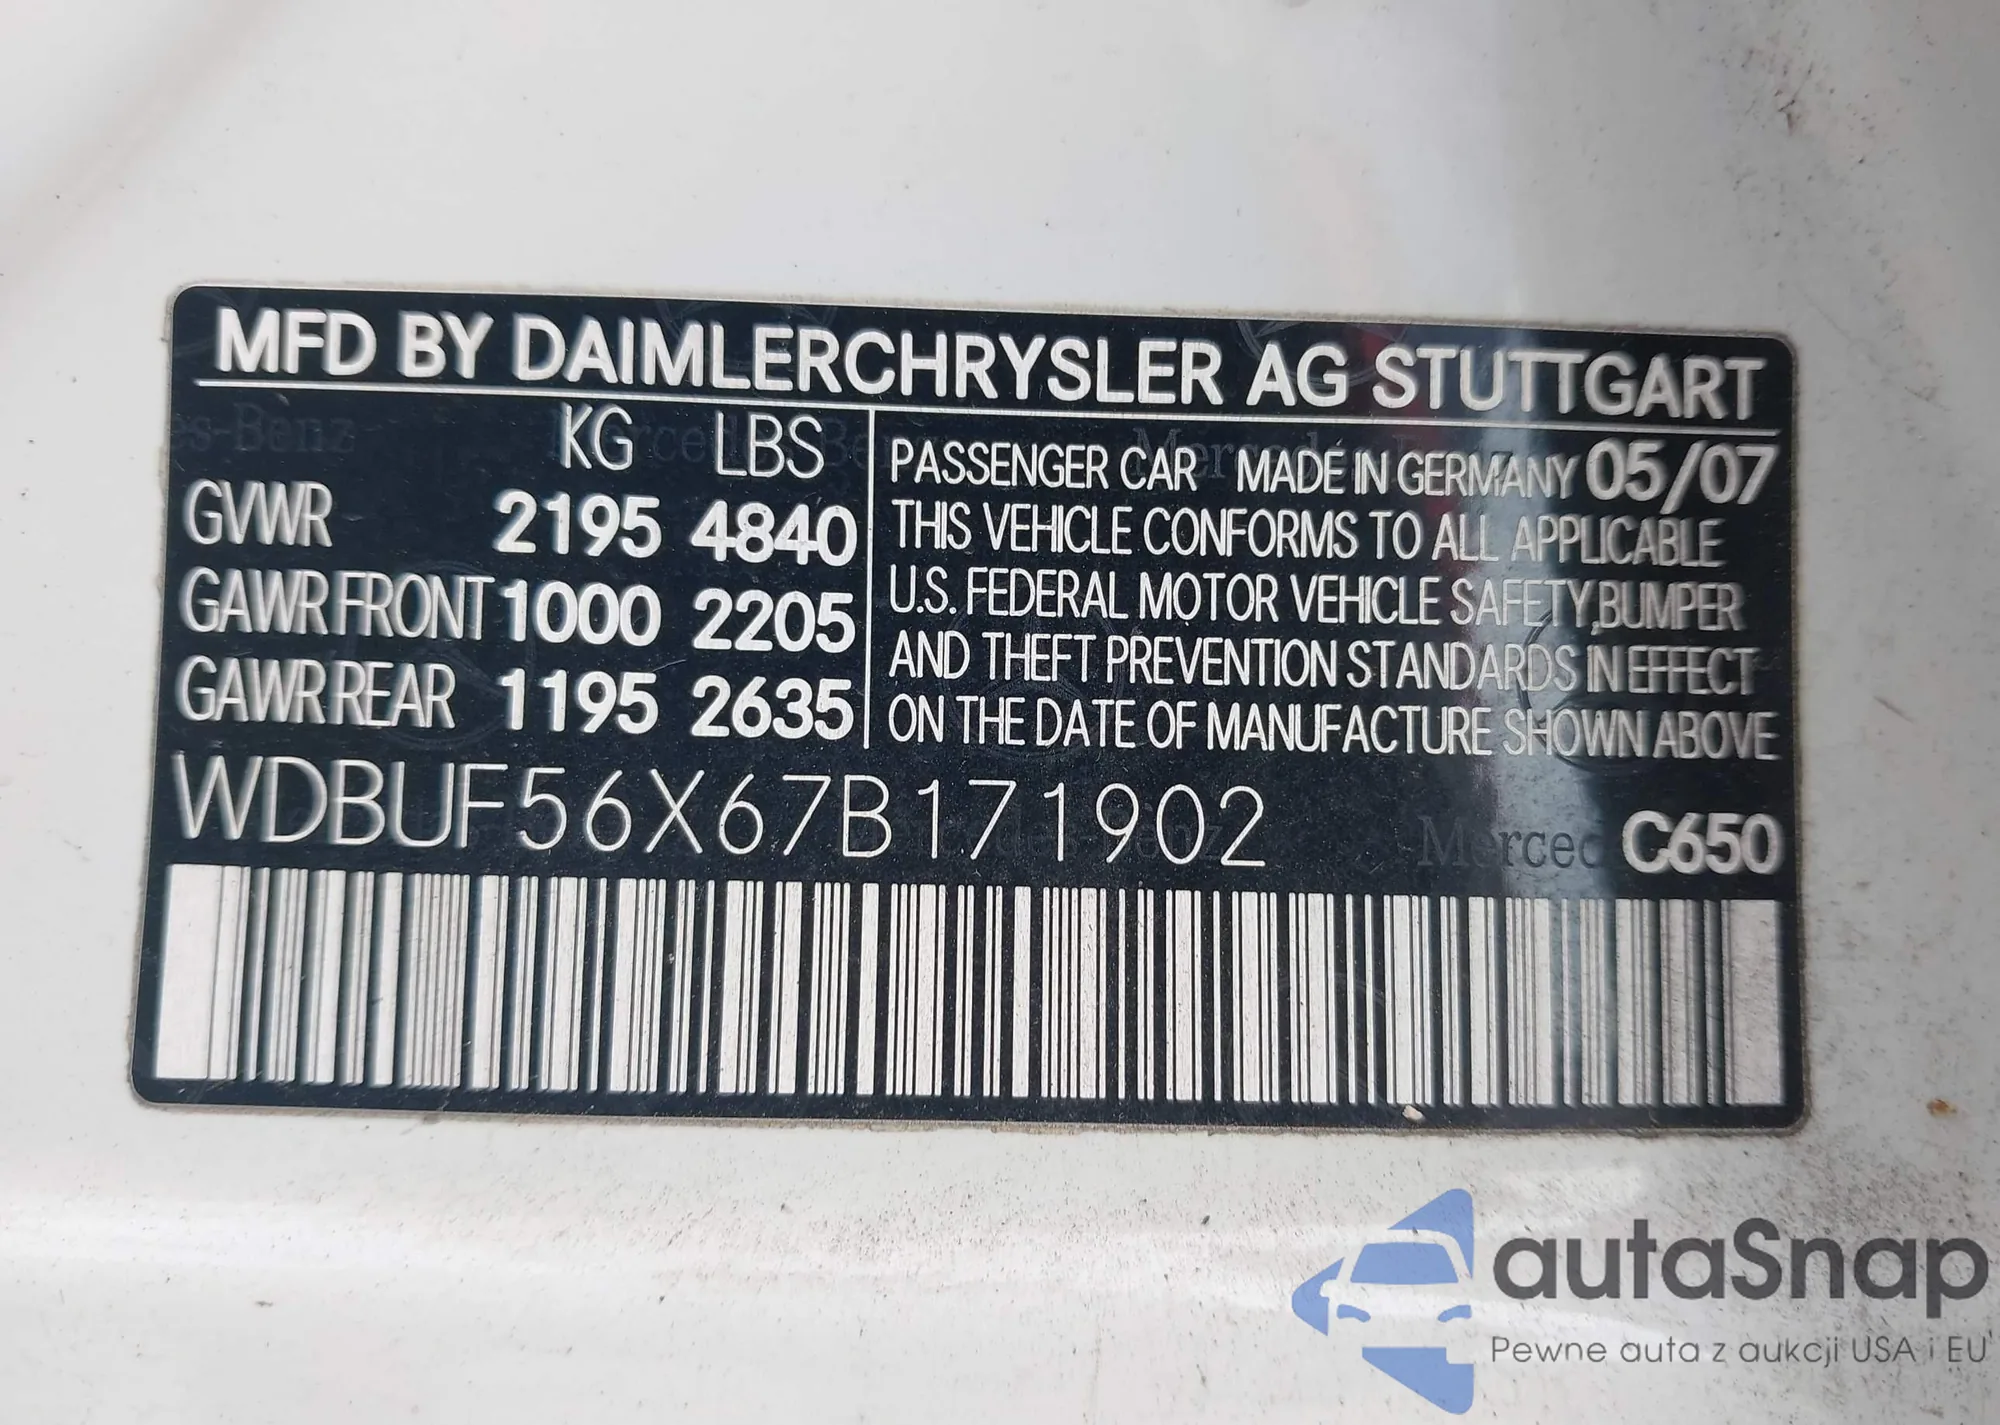 MFD BY DAIMLERCHRYSLER AG STUTTGART
KG LBS
GVWR 2195 4840
GAWR FRONT 1000 2205
GAWR REAR 1195 2635
PASSENGER CAR MADE IN GERMANY 05/07
THIS VEHICLE CONFORMS TO ALL APPLICABLE
U.S. FEDERAL MOTOR VEHICLE SAFETY, BUMPER
AND THEFT PREVENTION STANDARDS IN EFFECT
ON THE DATE OF MANUFACTURE SHOWN ABOVE
WDBUF56X67B171902
C650
autaSnap
Pewne auta z aukcji USA i EU